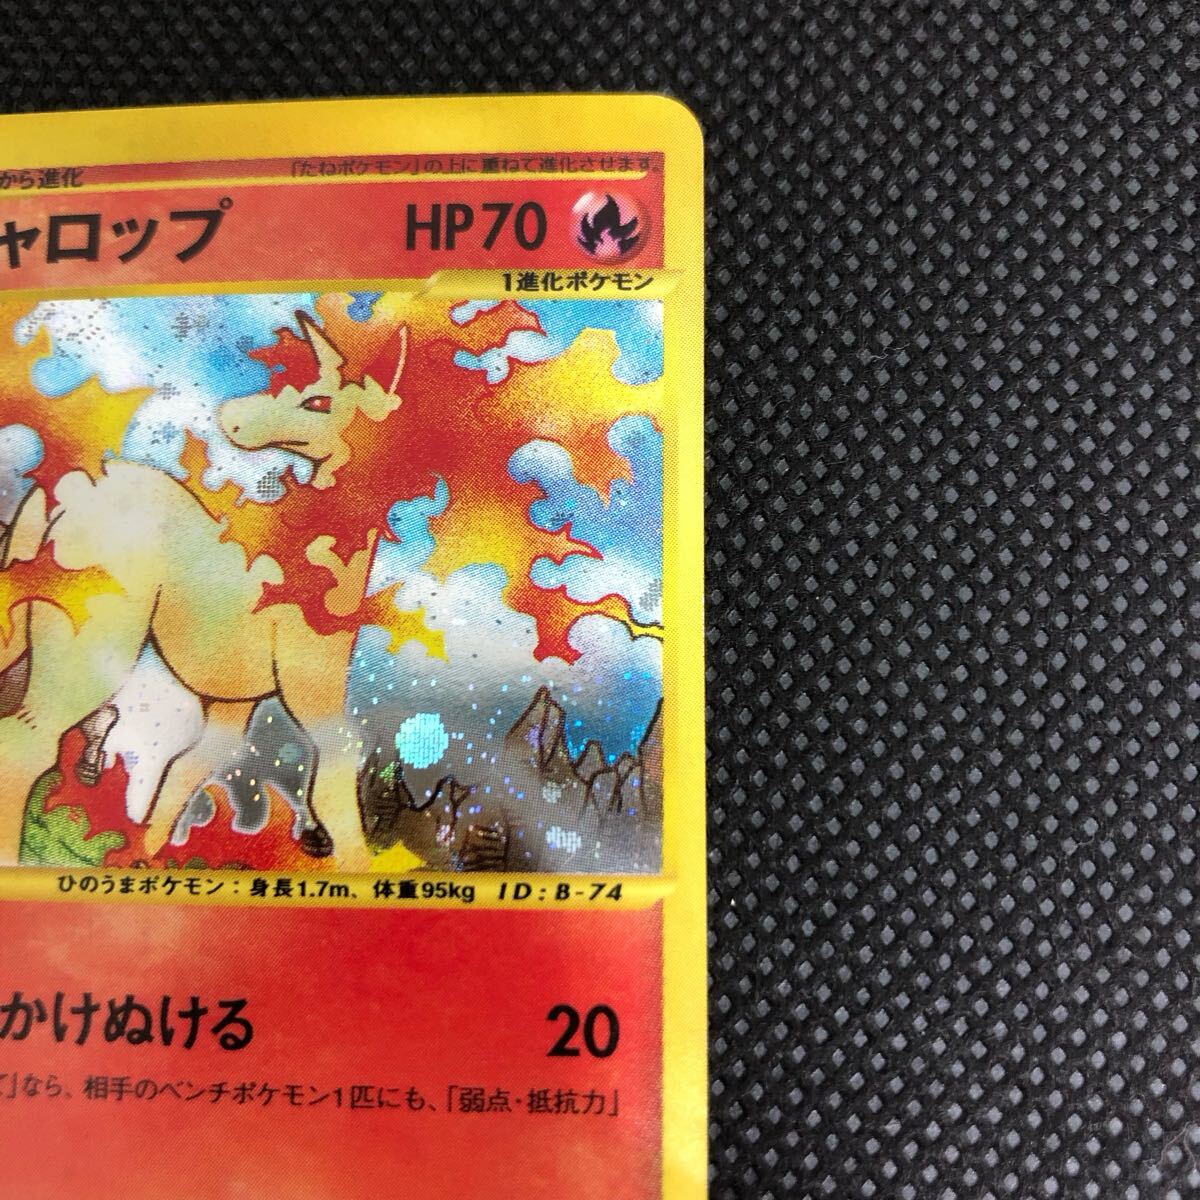 から進化
「たねポケモン」の上に重ねて進化させます。
ャロップ HP70
1進化ポケモン
ひのうまポケモン：身長1.7m、体重95kg ID：B-74
かけぬける 20
」なら、相手のベンチポケモン1匹にも、「弱点・抵抗力」